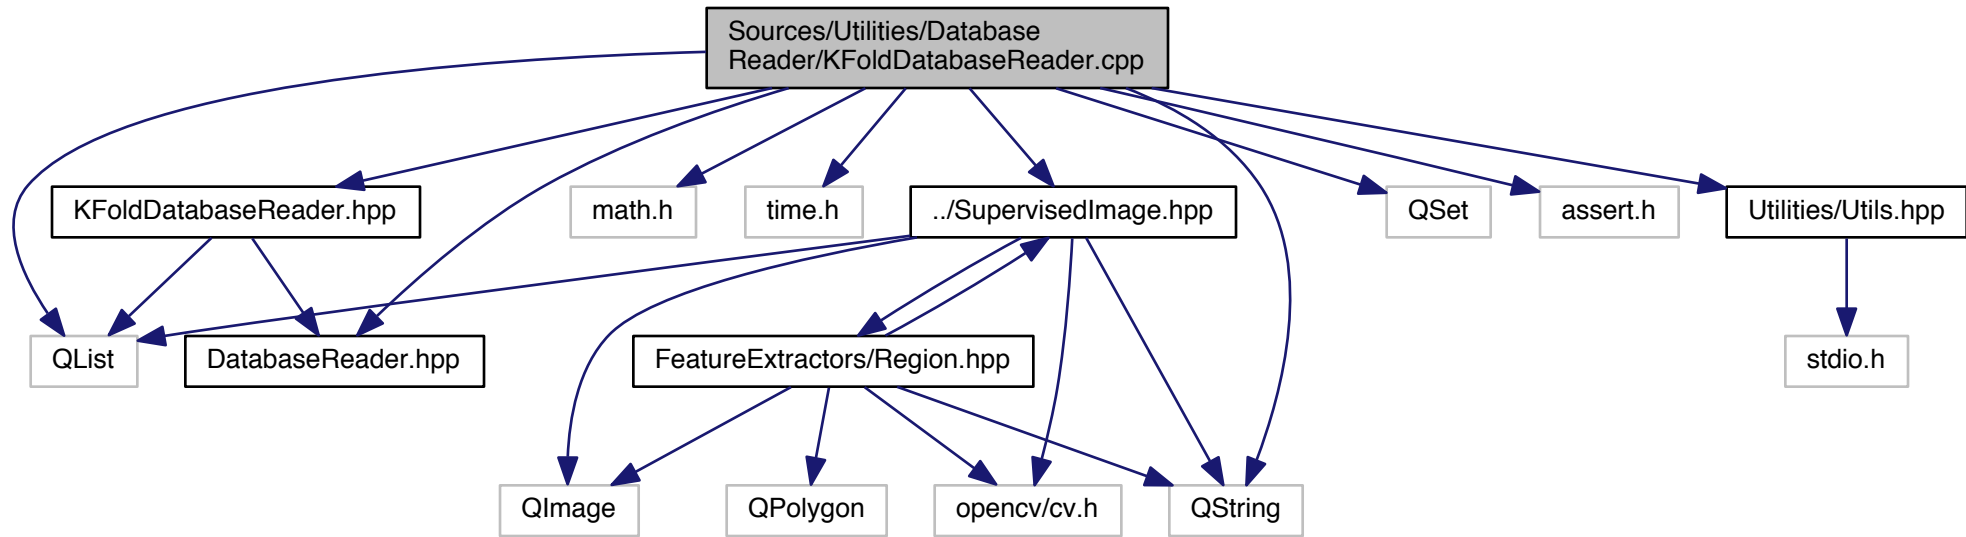 Sources/Utilities/Database
Reader/KFoldDatabaseReader.cpp
KFoldDatabaseReader.hpp
math.h
time.h
../SupervisedImage.hpp
QSet
assert.h
Utilities/Utils.hpp
QList
DatabaseReader.hpp
FeatureExtractors/Region.hpp
stdio.h
QImage
QPolygon
opencv/cv.h
QString